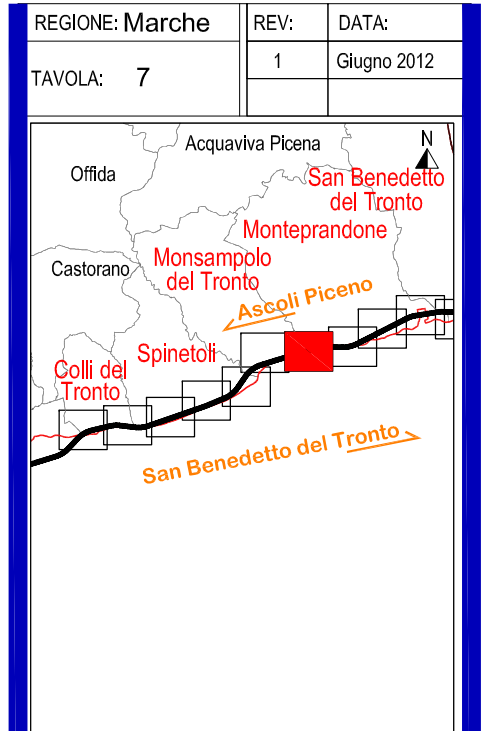 REGIONE: Marche
REV:
DATA:
TAVOLA: 7
1
Giugno 2012
Acquaviva Picena
N
Offida
San Benedetto
del Tronto
Monteprandone
Monsampolo
del Tronto
Castorano
Ascoli Piceno
Spinetoli
Colli del
Tronto
San Benedetto del Tronto